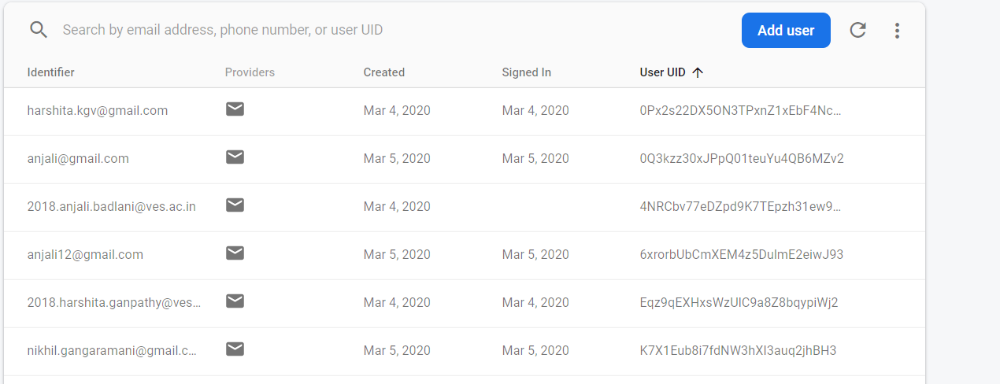 Search by email address, phone number, or user UID Add user
Identifier Providers Created Signed In User UID
harshita.kgv@gmail.com Mar 4, 2020 Mar 4, 2020 0Px2s22DX5ON3TPxnZ1xEbF4Nc...
anjali@gmail.com Mar 5, 2020 Mar 5, 2020 0Q3kzz30xJPpQ01teuYu4QB6MZv2
2018.anjali.badlani@ves.ac.in Mar 4, 2020 4NRCbv77eDZpd9K7TEpzh31ew9...
anjali12@gmail.com Mar 5, 2020 Mar 5, 2020 6xrorbUbCmXEM4z5DulmE2eiwJ93
2018.harshita.ganpathy@ves... Mar 4, 2020 Mar 4, 2020 Eqz9qEXHxsWzUIC9a8Z8bqypiWj2
nikhil.gangaramani@gmail.c... Mar 5, 2020 Mar 5, 2020 K7X1Eub8i7fdNW3hXI3auq2jhBH3